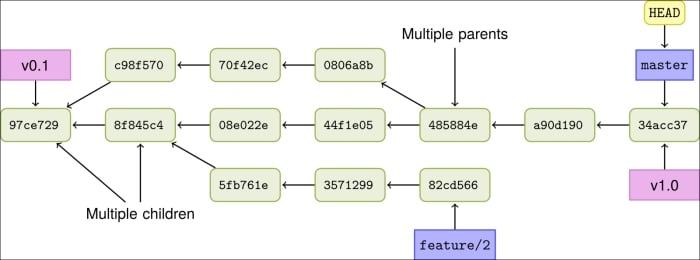 HEAD
Multiple parents
v0.1
c98f570
70f42ec
0806a8b
master
97ce729
8f845c4
08e022e
44f1e05
485884e
a90d190
34acc37
5fb761e
3571299
82cd566
v1.0
Multiple children
feature/2